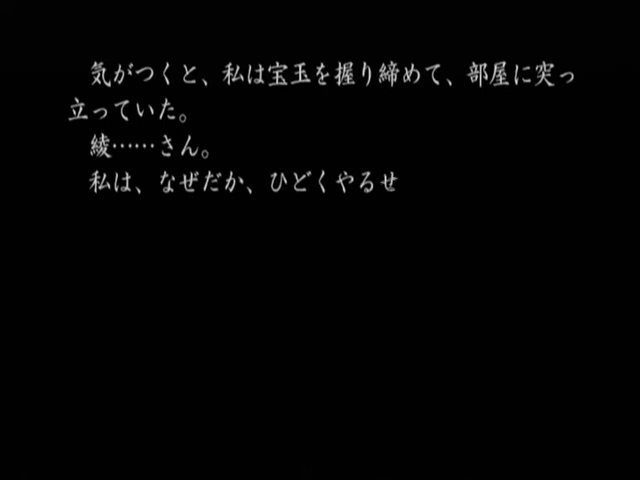 気がつくと、私は宝玉を握り締めて、部屋に突っ
立っていた。
綾……さん。
私は、なぜだか、ひどくやるせ